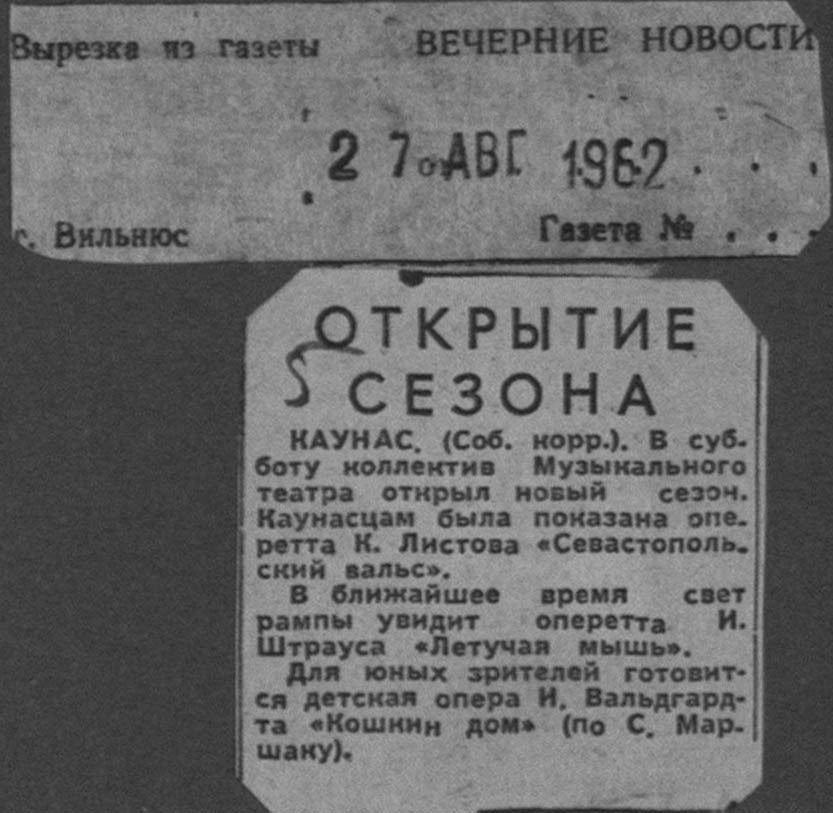 Вырезка из газеты ВЕЧЕРНИЕ НОВОСТИ
27 АВГ 1962 . . .
г. Вильнюс Газета № . . .
ОТКРЫТИЕ
СЕЗОНА
КАУНАС. (Соб. корр.). В суб-
боту коллектив Музыкального
театра открыл новый сезон.
Каунасцам была показана опе-
ретта К. Листова «Севастополь-
ский вальс».
В ближайшее время свет
рампы увидит оперетта И.
Штрауса «Летучая мышь».
Для юных зрителей готовит-
ся детская опера И. Вальдгард-
та «Кошкин дом» (по С. Мар-
шаку).